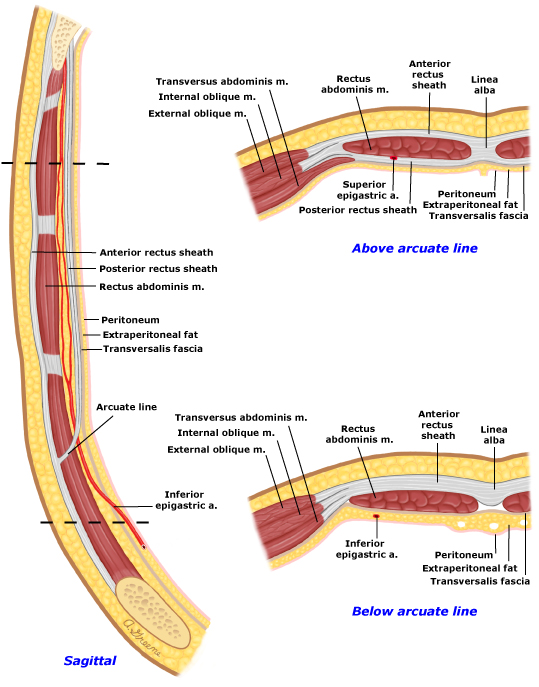 Transversus abdominis m.
Internal oblique m.
External oblique m.
Rectus
abdominis m.
Anterior
rectus
sheath
Linea
alba
Superior
epigastric a.
Posterior rectus sheath
Peritoneum
Extraperitoneal fat
Transversalis fascia
Above arcuate line
Anterior rectus sheath
Posterior rectus sheath
Rectus abdominis m.
Peritoneum
Extraperitoneal fat
Transversalis fascia
Arcuate line
Inferior
epigastric a.
A. Greene
Sagittal
Transversus abdominis m.
Internal oblique m.
External oblique m.
Rectus
abdominis m.
Anterior
rectus
sheath
Linea
alba
Inferior
epigastric a.
Peritoneum
Extraperitoneal fat
Transversalis fascia
Below arcuate line